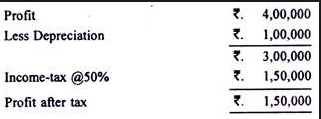 Profit ₹. 4,00,000
Less Depreciation ₹. 1,00,000
₹. 3,00,000
Income-tax @50% ₹. 1,50,000
Profit after tax ₹. 1,50,000